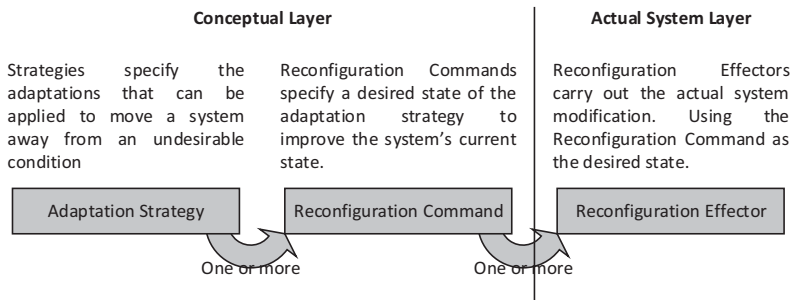 Conceptual Layer
Actual System Layer
Strategies specify the
adaptations that can be
applied to move a system
away from an undesirable
condition
Reconfiguration Commands
specify a desired state of the
adaptation strategy to
improve the system's current
state.
Reconfiguration Effectors
carry out the actual system
modification. Using the
Reconfiguration Command as
the desired state.
Adaptation Strategy
Reconfiguration Command
Reconfiguration Effector
One or more
One or more